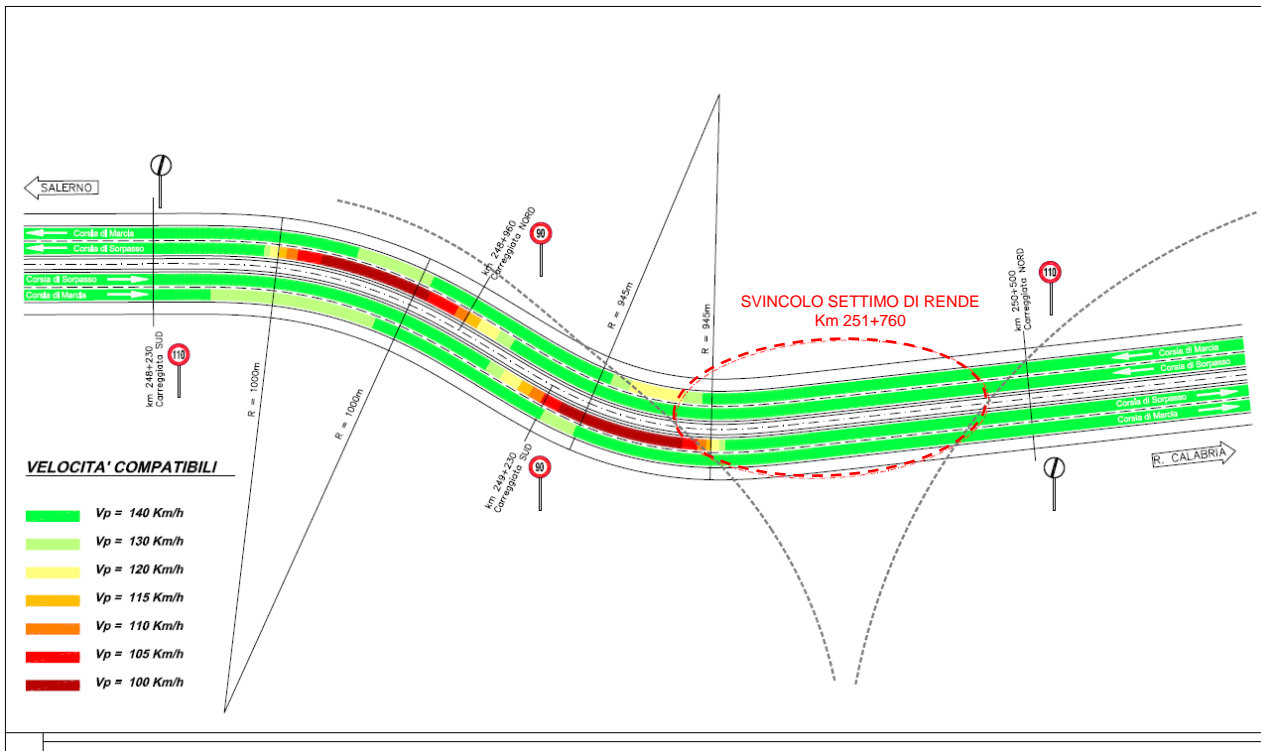 SALERNO
Corsia di Marcia
Corsia di Sorpasso
Corsia di Sorpasso
Corsia di Marcia
km 248+230
Carreggiata SUD
110
R = 1000m
R = 1000m
km 248+960
Carreggiata NORD
90
km 249+230
Carreggiata SUD
90
R = 945m
R = 945m
SVINCOLO SETTIMO DI RENDE
Km 251+760
km 250+500
Carreggiata NORD
110
Corsia di Marcia
Corsia di Sorpasso
Corsia di Sorpasso
Corsia di Marcia
R. CALABRIA
VELOCITA' COMPATIBILI
Vp = 140 Km/h
Vp = 130 Km/h
Vp = 120 Km/h
Vp = 115 Km/h
Vp = 110 Km/h
Vp = 105 Km/h
Vp = 100 Km/h